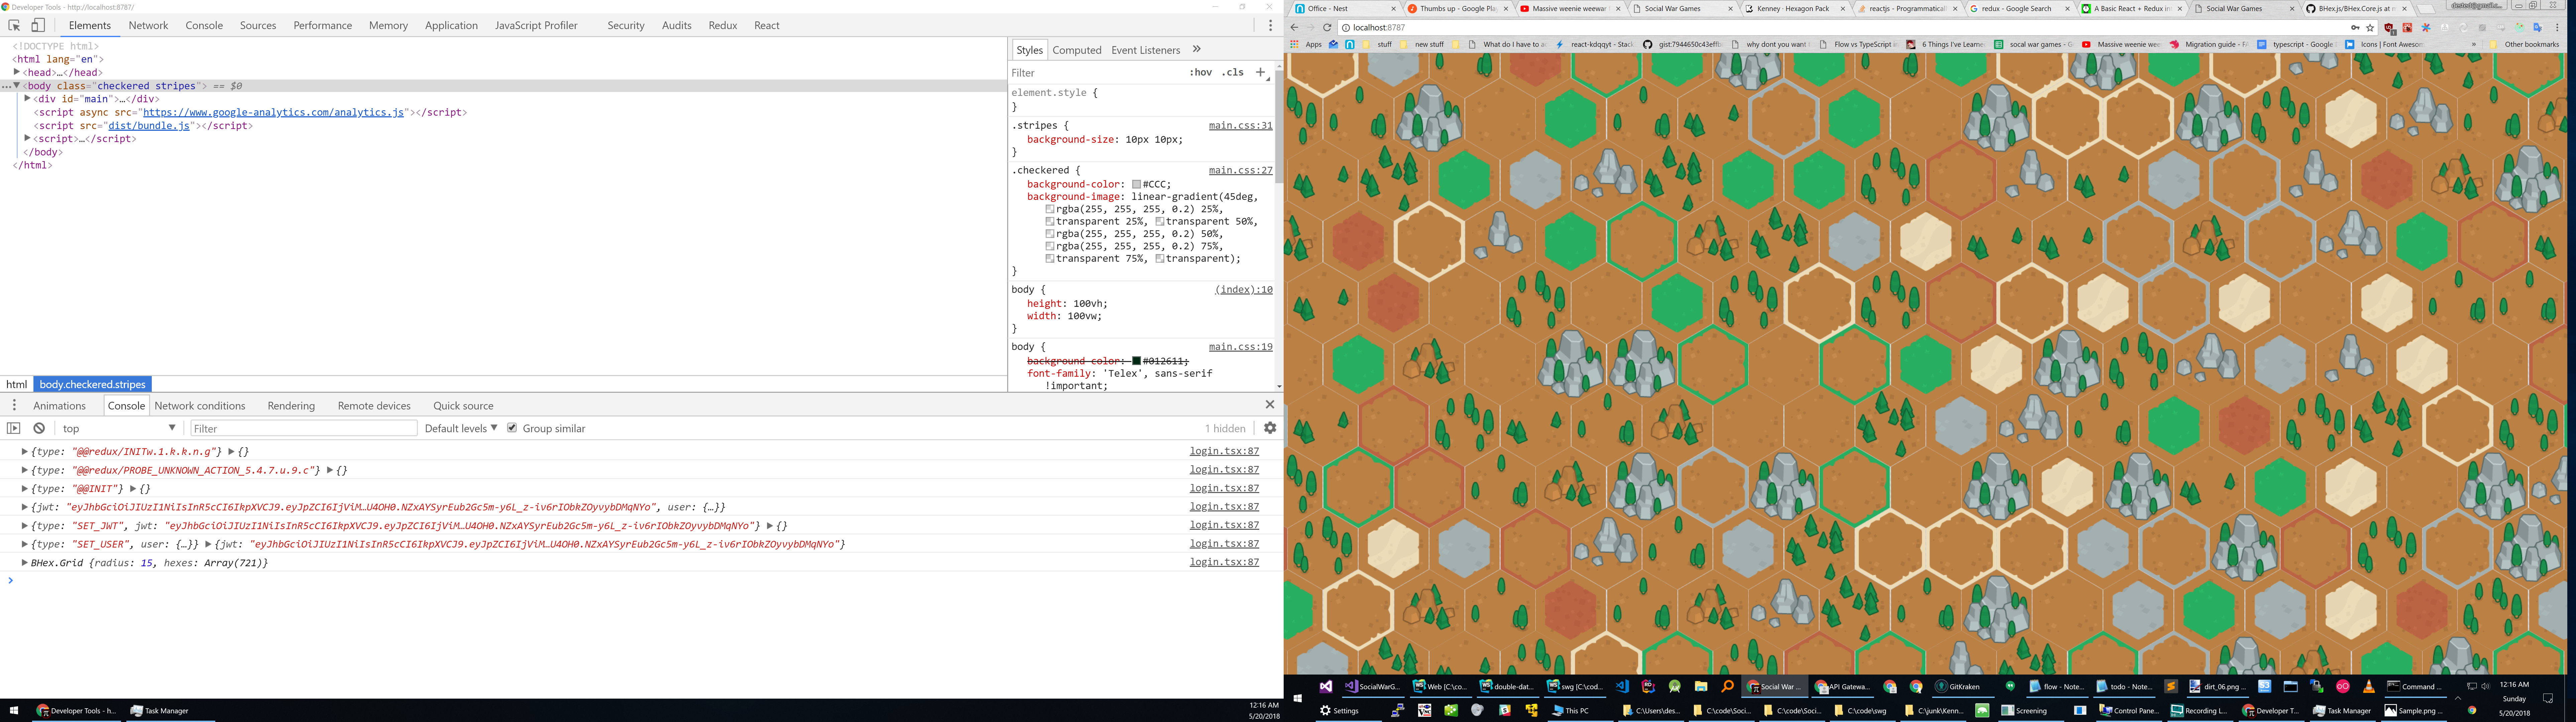 Developer Tools - http://localhost:8787/
Elements Network Console Sources Performance Memory Application JavaScript Profiler Security Audits Redux React
<!DOCTYPE html>
<html lang="en">
<head>…</head>
<body class="checkered stripes"> == $0
<div id="main">…</div>
<script async src="https://www.google-analytics.com/analytics.js"></script>
<script src="dist/bundle.js"></script>
<script>…</script>
</body>
</html>
html body.checkered.stripes
Styles Computed Event Listeners »
Filter :hov .cls +
element.style {
}
.stripes { main.css:31
background-size: 10px 10px;
}
.checkered { main.css:27
background-color: #CCC;
background-image: linear-gradient(45deg,
rgba(255, 255, 255, 0.2) 25%,
transparent 25%, transparent 50%,
rgba(255, 255, 255, 0.2) 50%,
rgba(255, 255, 255, 0.2) 75%,
transparent 75%, transparent);
}
body { (index):10
height: 100vh;
width: 100vw;
}
body { main.css:19
background-color: #012611;
font-family: 'Telex', sans-serif
!important;
Animations Console Network conditions Rendering Remote devices Quick source
top Filter Default levels Group similar 1 hidden
{type: "@@redux/INITw.1.k.k.n.g"} {} login.tsx:87
{type: "@@redux/PROBE_UNKNOWN_ACTION_5.4.7.u.9.c"} {} login.tsx:87
{type: "@@INIT"} {} login.tsx:87
{jwt: "eyJhbGciOiJIUzI1NiIsInR5cCI6IkpXVCJ9.eyJpZCI6IjViM…U4OH0.NZxAYSyrEub2Gc5m-y6L_z-iv6rIObkZOyvybDMqNYo", user: {…}} login.tsx:87
{type: "SET_JWT", jwt: "eyJhbGciOiJIUzI1NiIsInR5cCI6IkpXVCJ9.eyJpZCI6IjViM…U4OH0.NZxAYSyrEub2Gc5m-y6L_z-iv6rIObkZOyvybDMqNYo"} {} login.tsx:87
{type: "SET_USER", user: {…}} {jwt: "eyJhbGciOiJIUzI1NiIsInR5cCI6IkpXVCJ9.eyJpZCI6IjViM…U4OH0.NZxAYSyrEub2Gc5m-y6L_z-iv6rIObkZOyvybDMqNYo"} login.tsx:87
BHex.Grid {radius: 15, hexes: Array(721)} login.tsx:87
Developer Tools - h... Task Manager
12:16 AM
5/20/2018
Office - Nest Thumbs up - Google Pla Massive weenie weewar Social War Games Kenney · Hexagon Pack reactjs - Programmatical redux - Google Search A Basic React + Redux in Social War Games BHex.js/BHex.Core.js at m
localhost:8787
Apps stuff new stuff What do I have to a react-kdqqyt - Stack gist:7944650c43effb why dont you want Flow vs TypeScript 6 Things I've Learned socal war games - G Massive weenie wee Migration guide - typescript - Google Icons | Font Awesom » Other bookmarks
SocialWarG... Web [C:\co... double-dat... swg [C:\cod... Social War ... API Gatewa... GitKraken flow - Note... todo - Note... dirt_06.png ... Command ...
12:16 AM
Settings This PC C:\Users\des... C:\code\Soci... C:\code\Soci... C:\code\swg C:\junk\Kenn... Screening Control Pane... Recording L... Developer T... Task Manager Sample.png ...
Sunday
5/20/2018